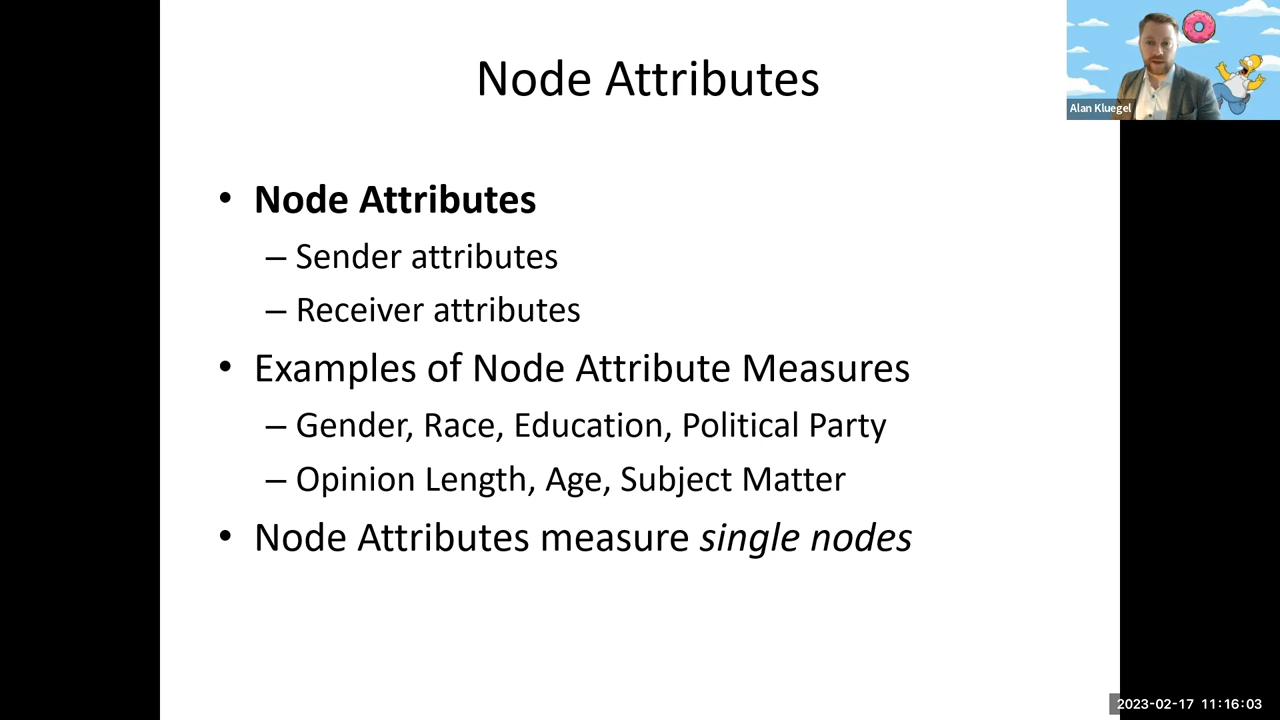 Node Attributes
Alan Kluegel
• Node Attributes
– Sender attributes
– Receiver attributes
• Examples of Node Attribute Measures
– Gender, Race, Education, Political Party
– Opinion Length, Age, Subject Matter
• Node Attributes measure single nodes
2023-02-17 11:16:03